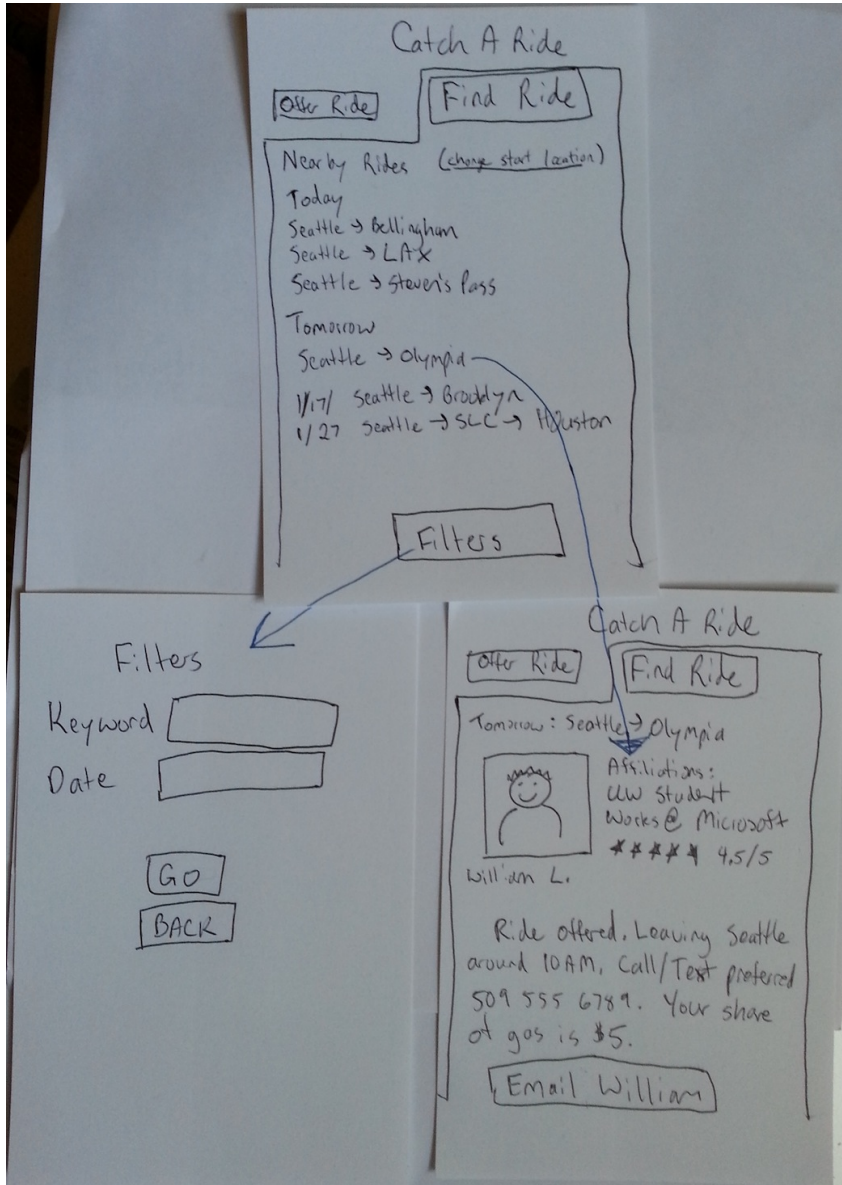 Catch A Ride
Offer Ride
Find Ride
Nearby Rides (change start location)
Today
Seattle → Bellingham
Seattle → LAX
Seattle → Steven's Pass
Tomorrow
Seattle → Olympia
1/17/ Seattle → Brooklyn
1/27 Seattle → SLC → Houston
Filters
Filters
Keyword
Date
GO
BACK
Catch A Ride
Offer Ride
Find Ride
Tomorrow: Seattle → Olympia
Affiliations:
UW Student
Works @ Microsoft
4.5/5
William L.
Ride offered. Leaving Seattle
around 10AM. Call/Text preferred
509 555 6789. Your share
of gas is $5.
Email William